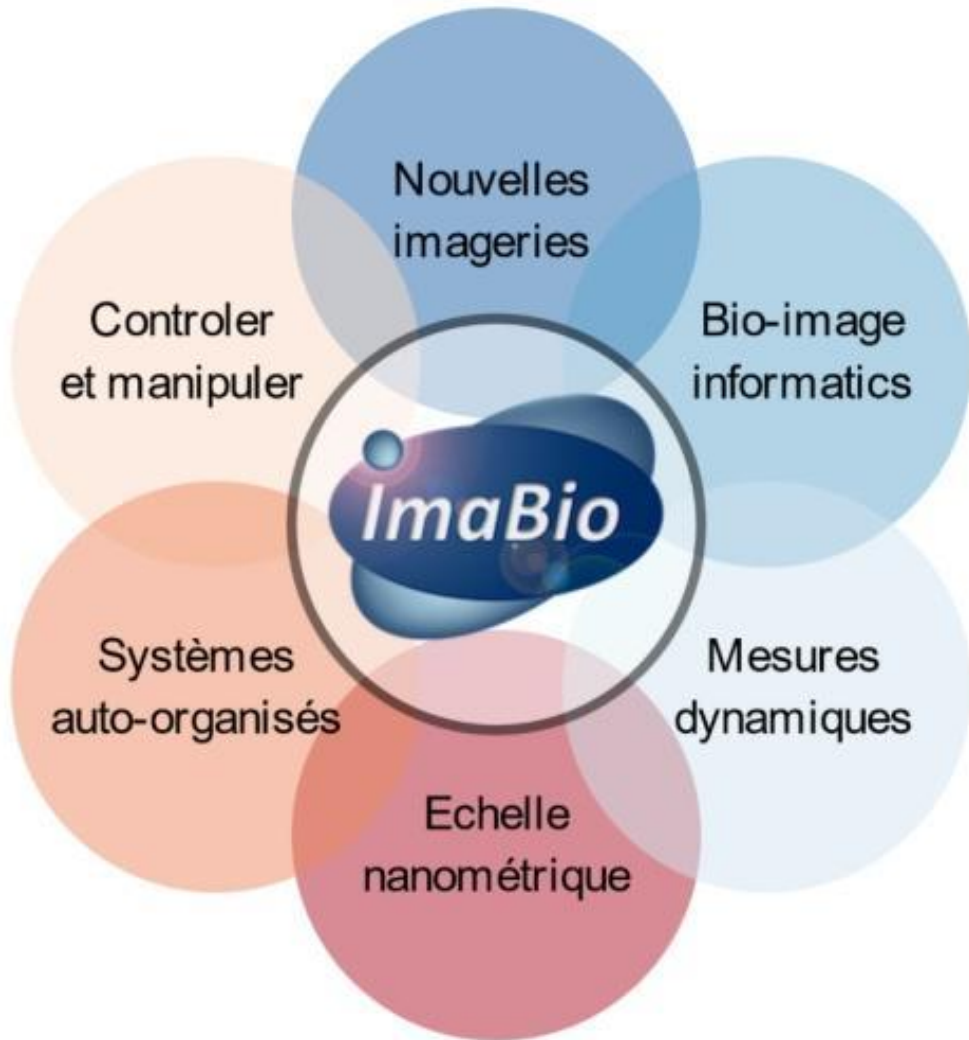 Nouvelles
imageries
Controler
et manipuler
Bio-image
informatics
ImaBio
Systèmes
auto-organisés
Mesures
dynamiques
Echelle
nanométrique